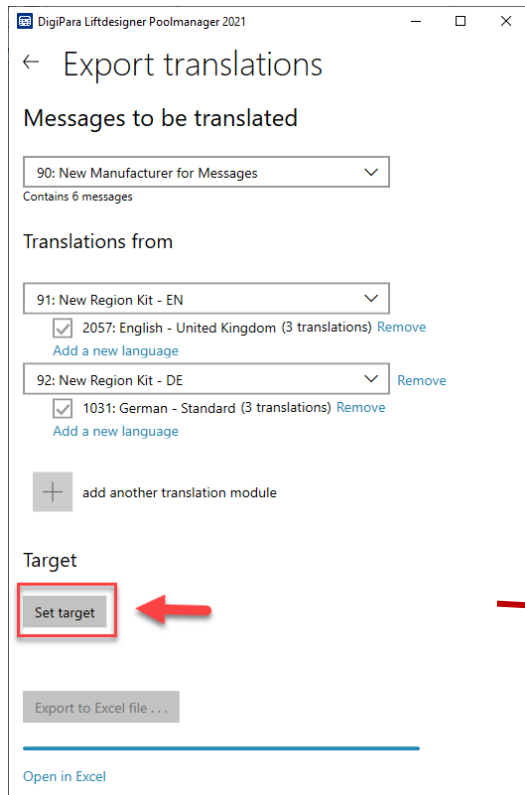 DigiPara Liftdesigner Poolmanager 2021
Export translations
Messages to be translated
90: New Manufacturer for Messages
Contains 6 messages
Translations from
91: New Region Kit - EN
2057: English - United Kingdom (3 translations) Remove
Add a new language
92: New Region Kit - DE Remove
1031: German - Standard (3 translations) Remove
Add a new language
add another translation module
Target
Set target
Export to Excel file . . .
Open in Excel